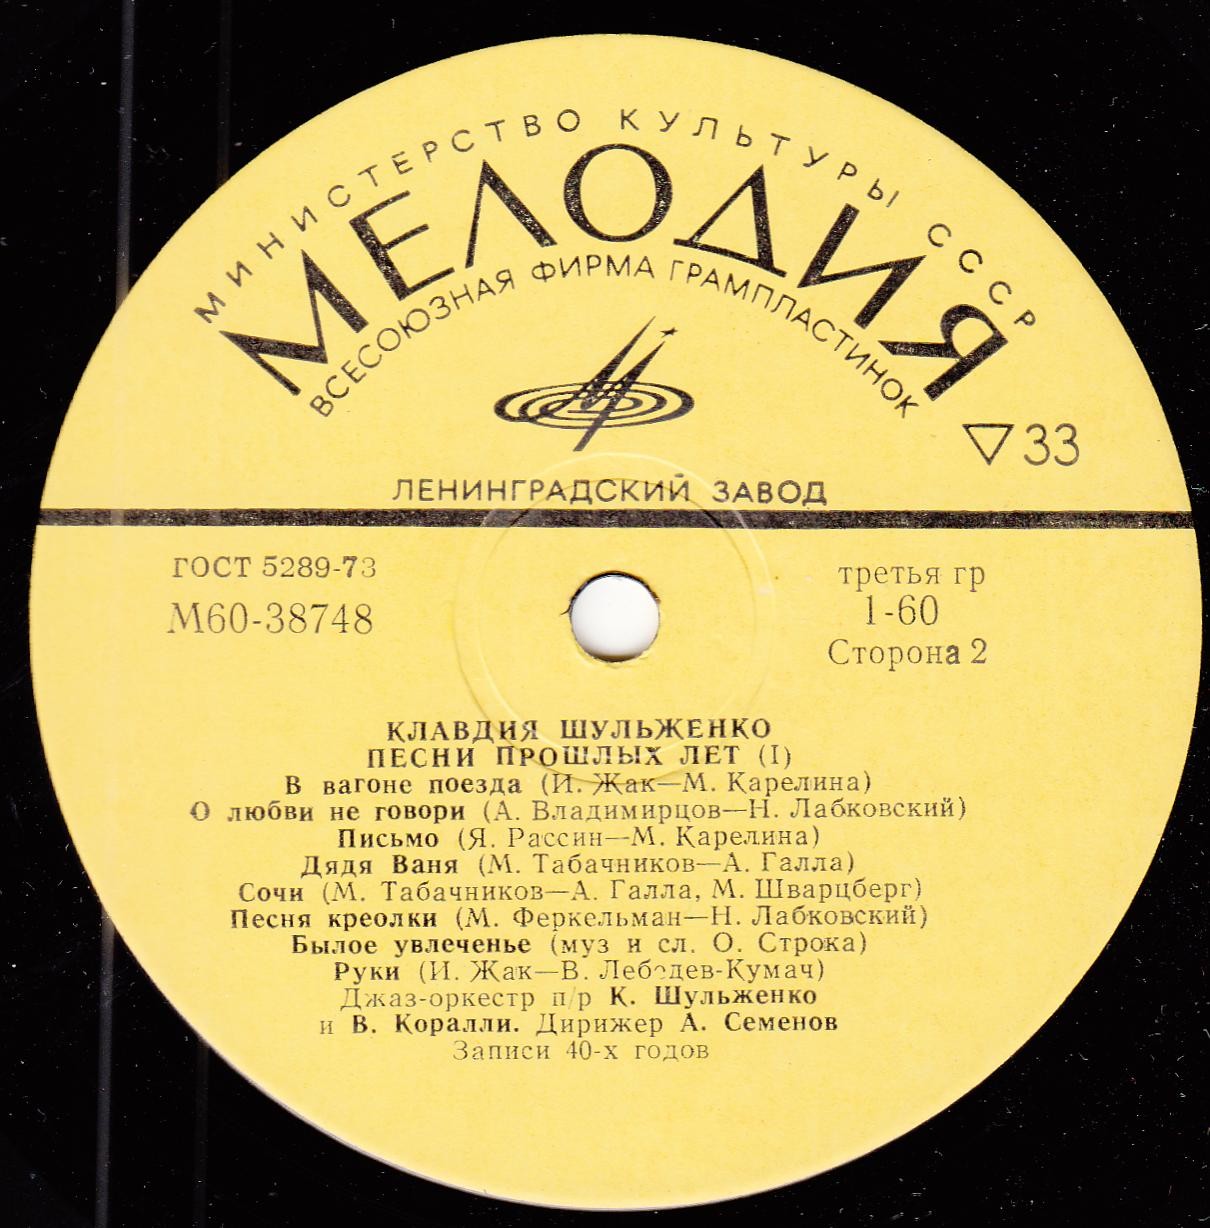 МИНИСТЕРСТВО КУЛЬТУРЫ СССР
МЕЛОДИЯ
ВСЕСОЮЗНАЯ ФИРМА ГРАМПЛАСТИНОК
▽33
ЛЕНИНГРАДСКИЙ ЗАВОД
ГОСТ 5289-73
М60-38748
третья гр
1-60
Сторона 2
КЛАВДИЯ ШУЛЬЖЕНКО
ПЕСНИ ПРОШЛЫХ ЛЕТ (I)
В вагоне поезда (И. Жак—М. Карелина)
О любви не говори (А. Владимирцов—Н. Лабковский)
Письмо (Я. Рассин—М. Карелина)
Дядя Ваня (М. Табачников—А. Галла)
Сочи (М. Табачников—А. Галла, М. Шварцберг)
Песня креолки (М. Феркельман—Н. Лабковский)
Былое увлеченье (муз и сл. О. Строка)
Руки (И. Жак—В. Лебедев-Кумач)
Джаз-оркестр п/р К. Шульженко
и В. Коралли. Дирижер А. Семенов
Записи 40-х годов